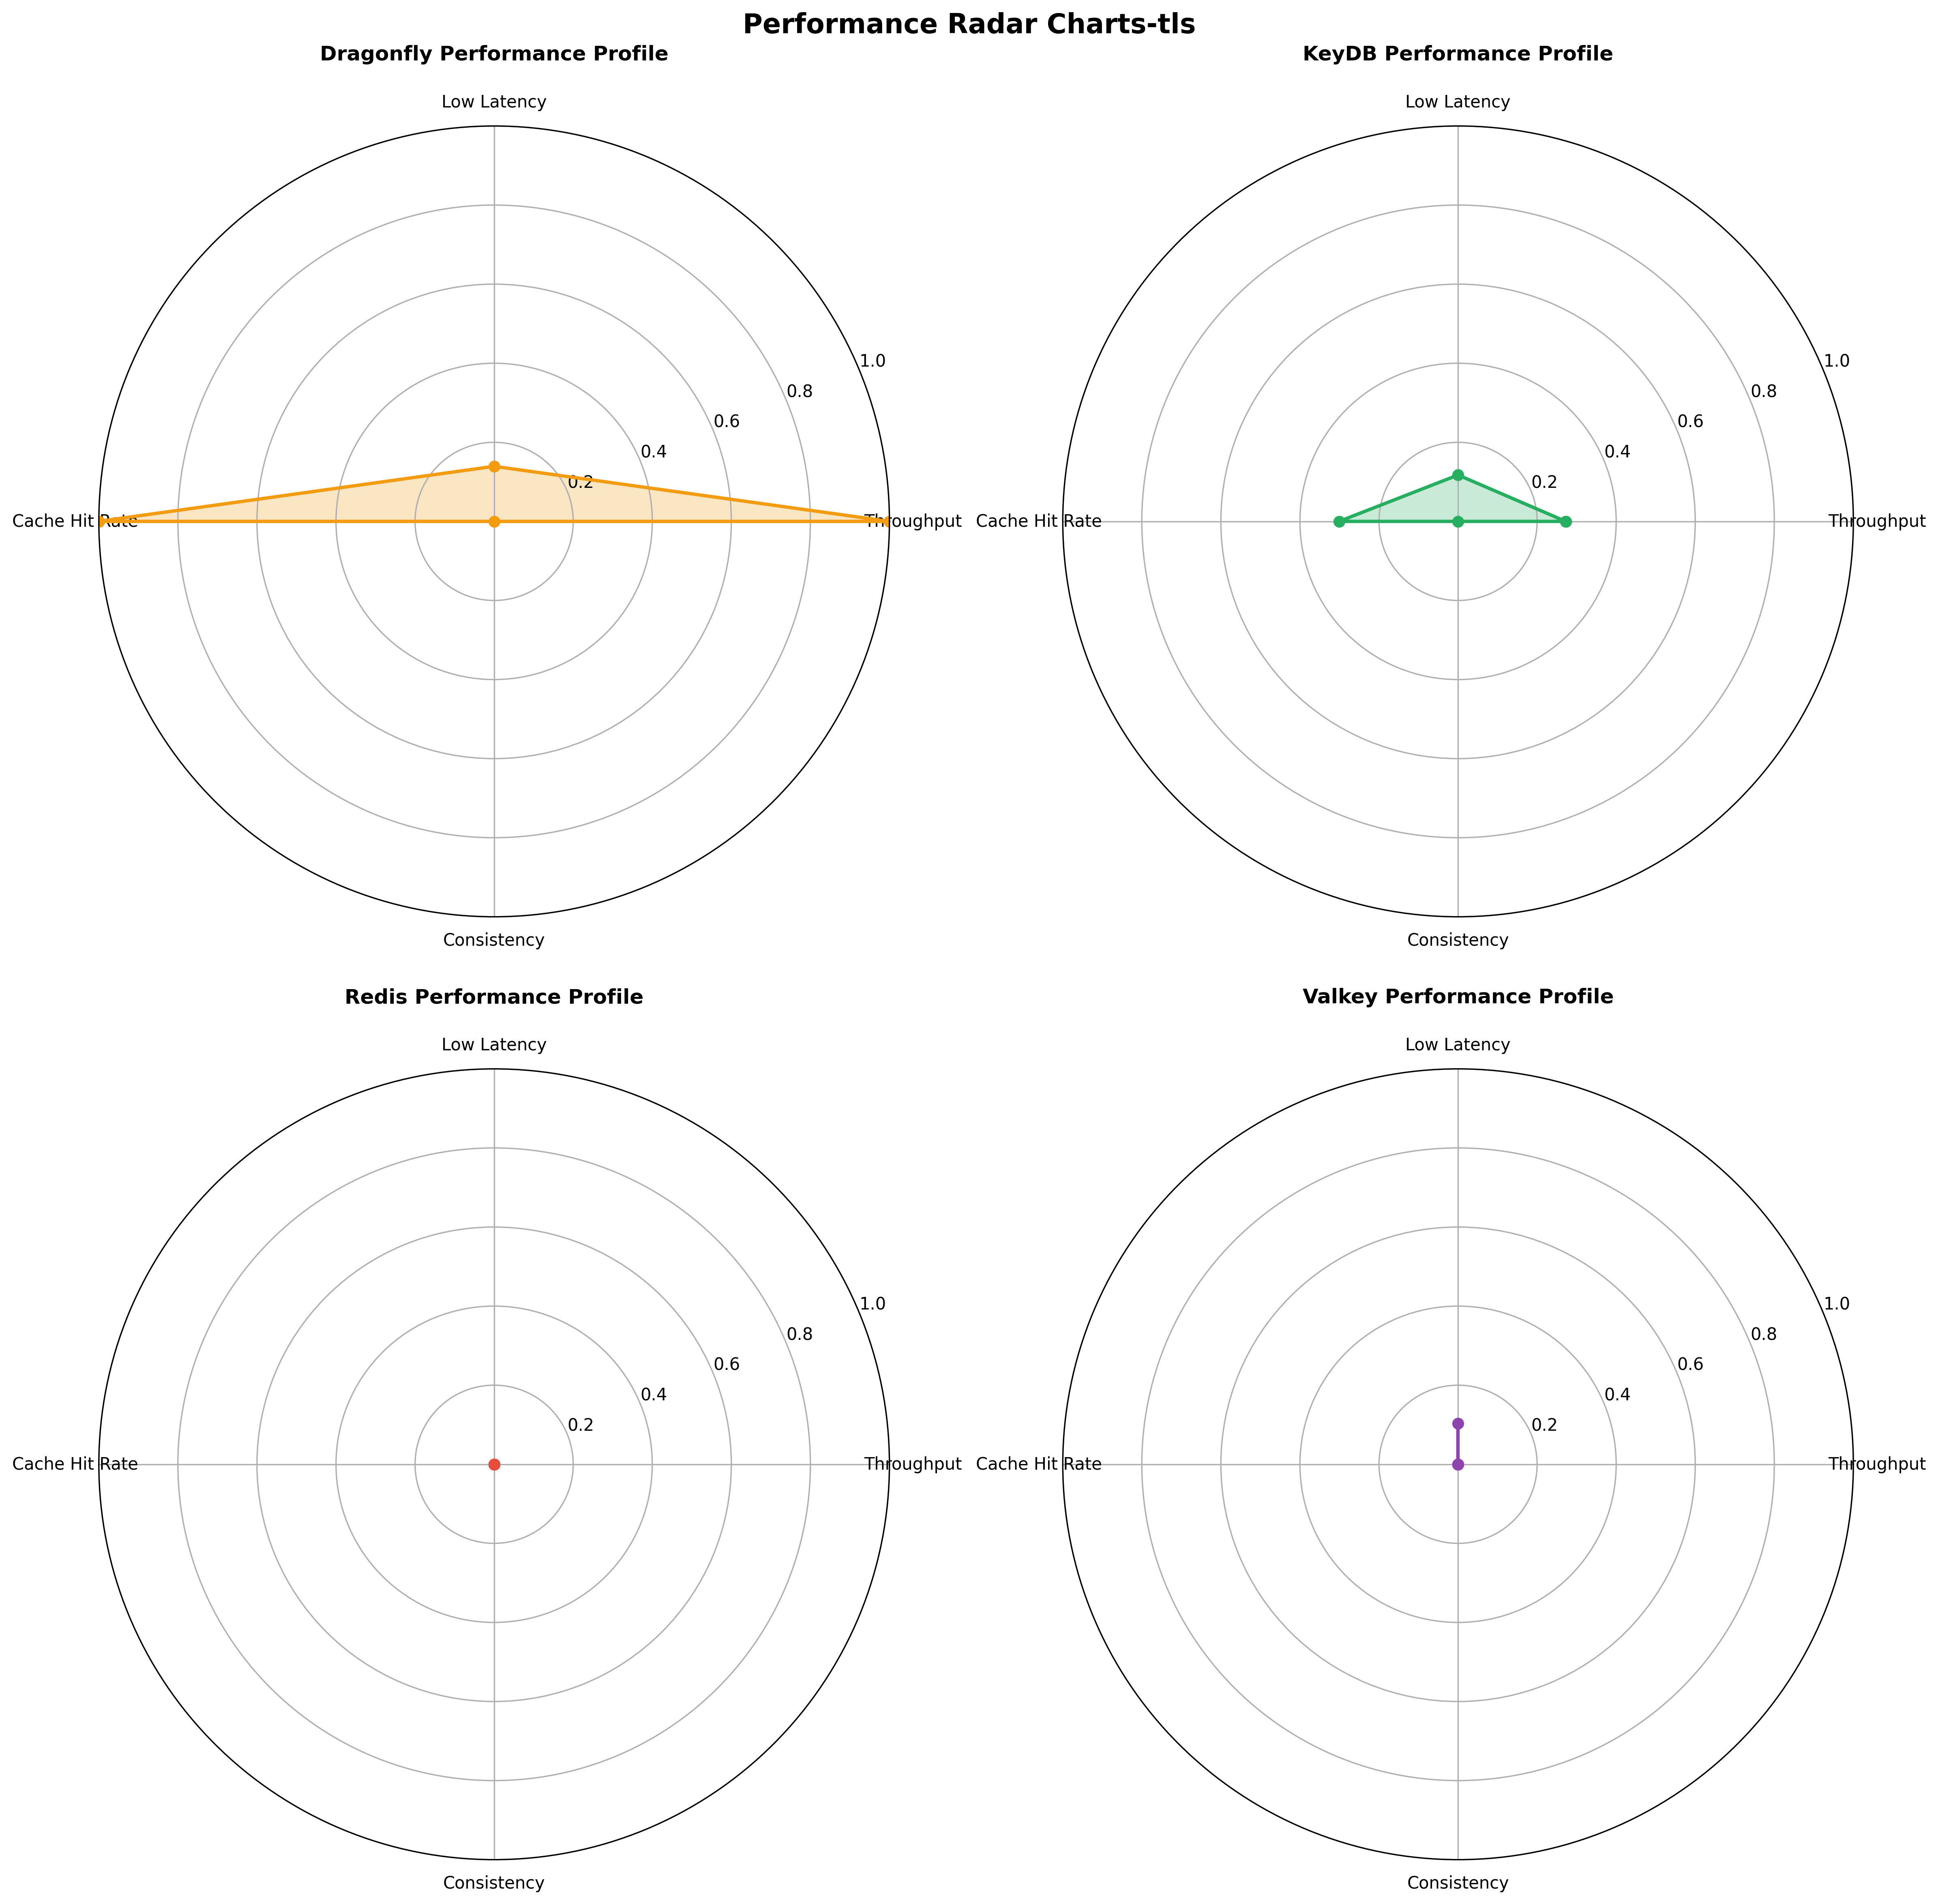 Performance Radar Charts-tls
Dragonfly Performance Profile
Low Latency
1.0
0.8
0.6
0.4
0.2
Cache Hit Rate
Throughput
Consistency
KeyDB Performance Profile
Low Latency
1.0
0.8
0.6
0.4
0.2
Cache Hit Rate
Throughput
Consistency
Redis Performance Profile
Low Latency
1.0
0.8
0.6
0.4
0.2
Cache Hit Rate
Throughput
Consistency
Valkey Performance Profile
Low Latency
1.0
0.8
0.6
0.4
0.2
Cache Hit Rate
Throughput
Consistency